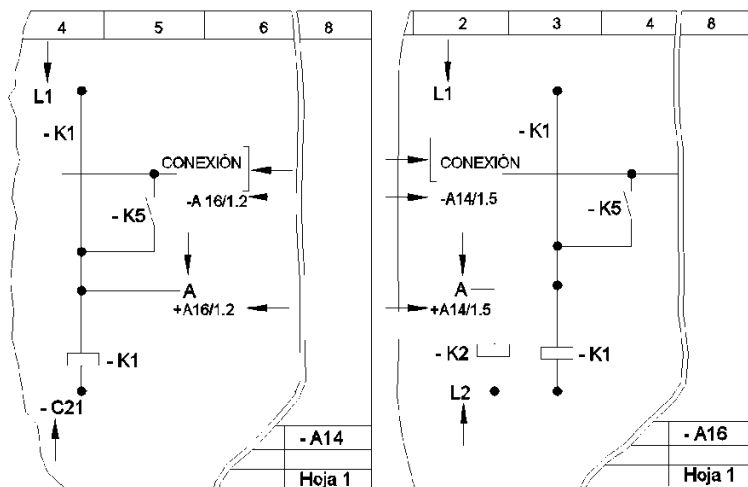 4 5 6 8
L1
- K1
CONEXIÓN
-A 16/1.2
- K5
A
+A16/1.2
- K1
- C21
- A14
Hoja 1
2 3 4 8
L1
- K1
CONEXIÓN
-A14/1.5
- K5
A
+A14/1.5
- K2
- K1
L2
- A16
Hoja 1